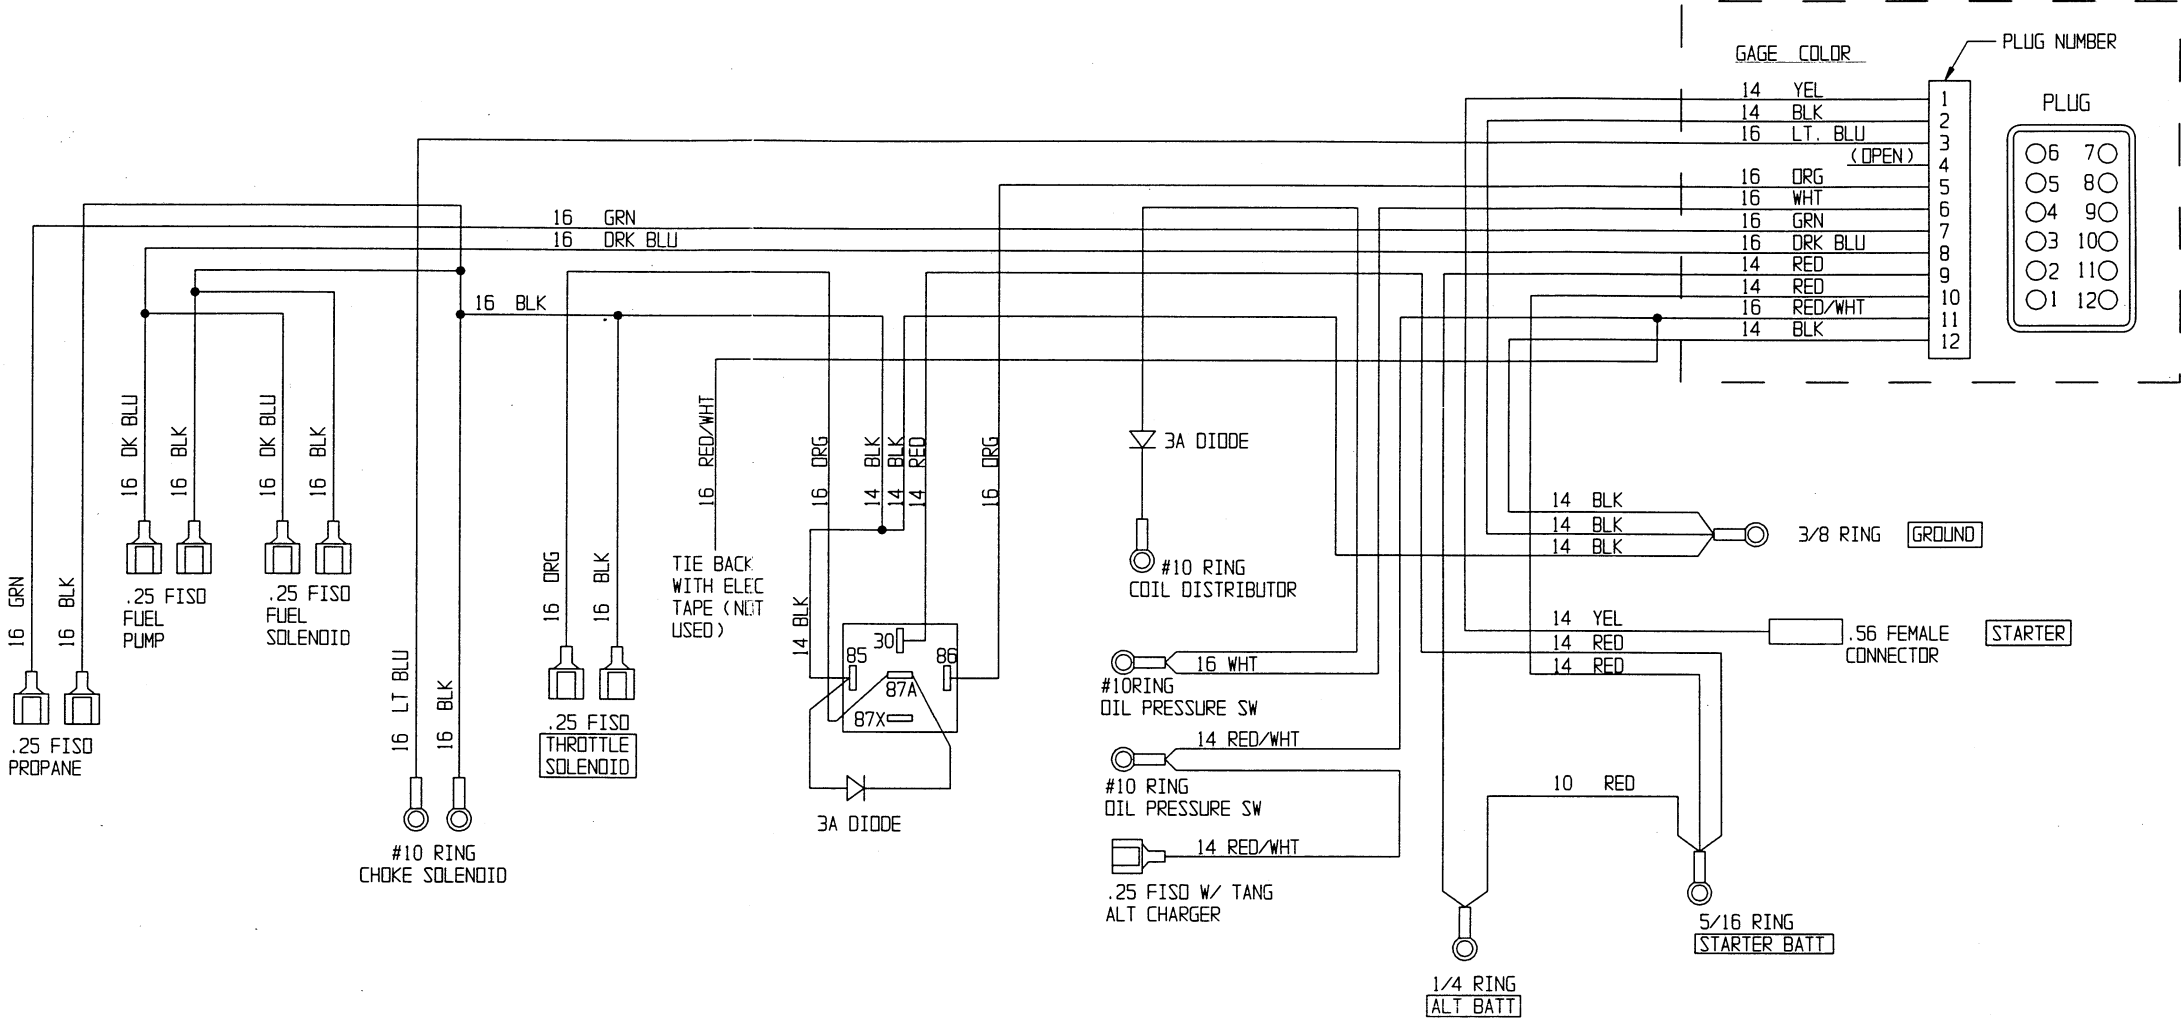 PLUG NUMBER
GAGE COLOR
14 YEL
14 BLK
16 LT. BLU
(OPEN)
16 ORG
16 WHT
16 GRN
16 DRK BLU
14 RED
14 RED
16 RED/WHT
14 BLK
1
2
3
4
5
6
7
8
9
10
11
12
PLUG
6 7
5 8
4 9
3 10
2 11
1 12
16 GRN
16 DRK BLU
16 BLK
16 DK BLU
16 BLK
16 DK BLU
16 BLK
.25 FISO
FUEL
PUMP
.25 FISO
FUEL
SOLENOID
16 GRN
16 BLK
.25 FISO
PROPANE
16 LT BLU
16 BLK
#10 RING
CHOKE SOLENOID
16 ORG
16 BLK
.25 FISO
THROTTLE
SOLENOID
16 RED/WHT
TIE BACK
WITH ELEC
TAPE (NOT
USED)
16 ORG
14 BLK
14 BLK
14 RED
16 ORG
14 BLK
30
85
86
87A
87X
3A DIODE
3A DIODE
#10 RING
COIL DISTRIBUTOR
16 WHT
#10RING
OIL PRESSURE SW
14 RED/WHT
#10 RING
OIL PRESSURE SW
14 RED/WHT
.25 FISO W/ TANG
ALT CHARGER
14 BLK
14 BLK
14 BLK
3/8 RING
GROUND
14 YEL
14 RED
14 RED
.56 FEMALE
CONNECTOR
STARTER
10 RED
5/16 RING
STARTER BATT
1/4 RING
ALT BATT